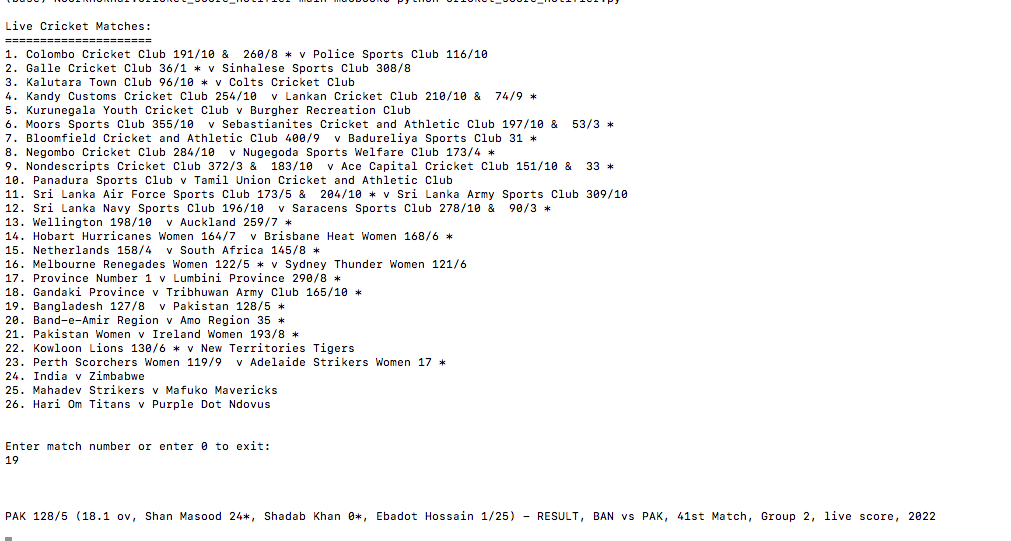 Live Cricket Matches:
=====================
1. Colombo Cricket Club 191/10 &  260/8 * v Police Sports Club 116/10
2. Galle Cricket Club 36/1 * v Sinhalese Sports Club 308/8
3. Kalutara Town Club 96/10 * v Colts Cricket Club
4. Kandy Customs Cricket Club 254/10  v Lankan Cricket Club 210/10 &  74/9 *
5. Kurunegala Youth Cricket Club v Burgher Recreation Club
6. Moors Sports Club 355/10  v Sebastianites Cricket and Athletic Club 197/10 &  53/3 *
7. Bloomfield Cricket and Athletic Club 400/9  v Badureliya Sports Club 31 *
8. Negombo Cricket Club 284/10  v Nugegoda Sports Welfare Club 173/4 *
9. Nondescripts Cricket Club 372/3 &  183/10  v Ace Capital Cricket Club 151/10 &  33 *
10. Panadura Sports Club v Tamil Union Cricket and Athletic Club
11. Sri Lanka Air Force Sports Club 173/5 &  204/10 * v Sri Lanka Army Sports Club 309/10
12. Sri Lanka Navy Sports Club 196/10  v Saracens Sports Club 278/10 &  90/3 *
13. Wellington 198/10  v Auckland 259/7 *
14. Hobart Hurricanes Women 164/7  v Brisbane Heat Women 168/6 *
15. Netherlands 158/4  v South Africa 145/8 *
16. Melbourne Renegades Women 122/5 * v Sydney Thunder Women 121/6
17. Province Number 1 v Lumbini Province 290/8 *
18. Gandaki Province v Tribhuwan Army Club 165/10 *
19. Bangladesh 127/8  v Pakistan 128/5 *
20. Band-e-Amir Region v Amo Region 35 *
21. Pakistan Women v Ireland Women 193/8 *
22. Kowloon Lions 130/6 * v New Territories Tigers
23. Perth Scorchers Women 119/9  v Adelaide Strikers Women 17 *
24. India v Zimbabwe
25. Mahadev Strikers v Mafuko Mavericks
26. Hari Om Titans v Purple Dot Ndovus
Enter match number or enter 0 to exit:
19
PAK 128/5 (18.1 ov, Shan Masood 24*, Shadab Khan 0*, Ebadot Hossain 1/25) - RESULT, BAN vs PAK, 41st Match, Group 2, live score, 2022